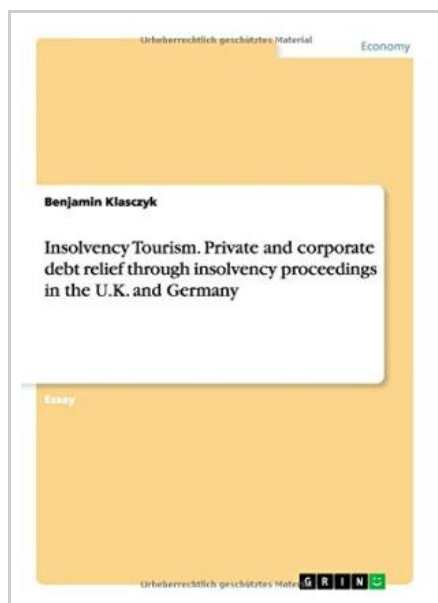 Urheberrechtlich geschütztes Material
Economy
Benjamin Klasczyk
Insolvency Tourism. Private and corporate
debt relief through insolvency proceedings
in the U.K. and Germany
Essay
Urheberrechtlich geschütztes Mate
GRIN